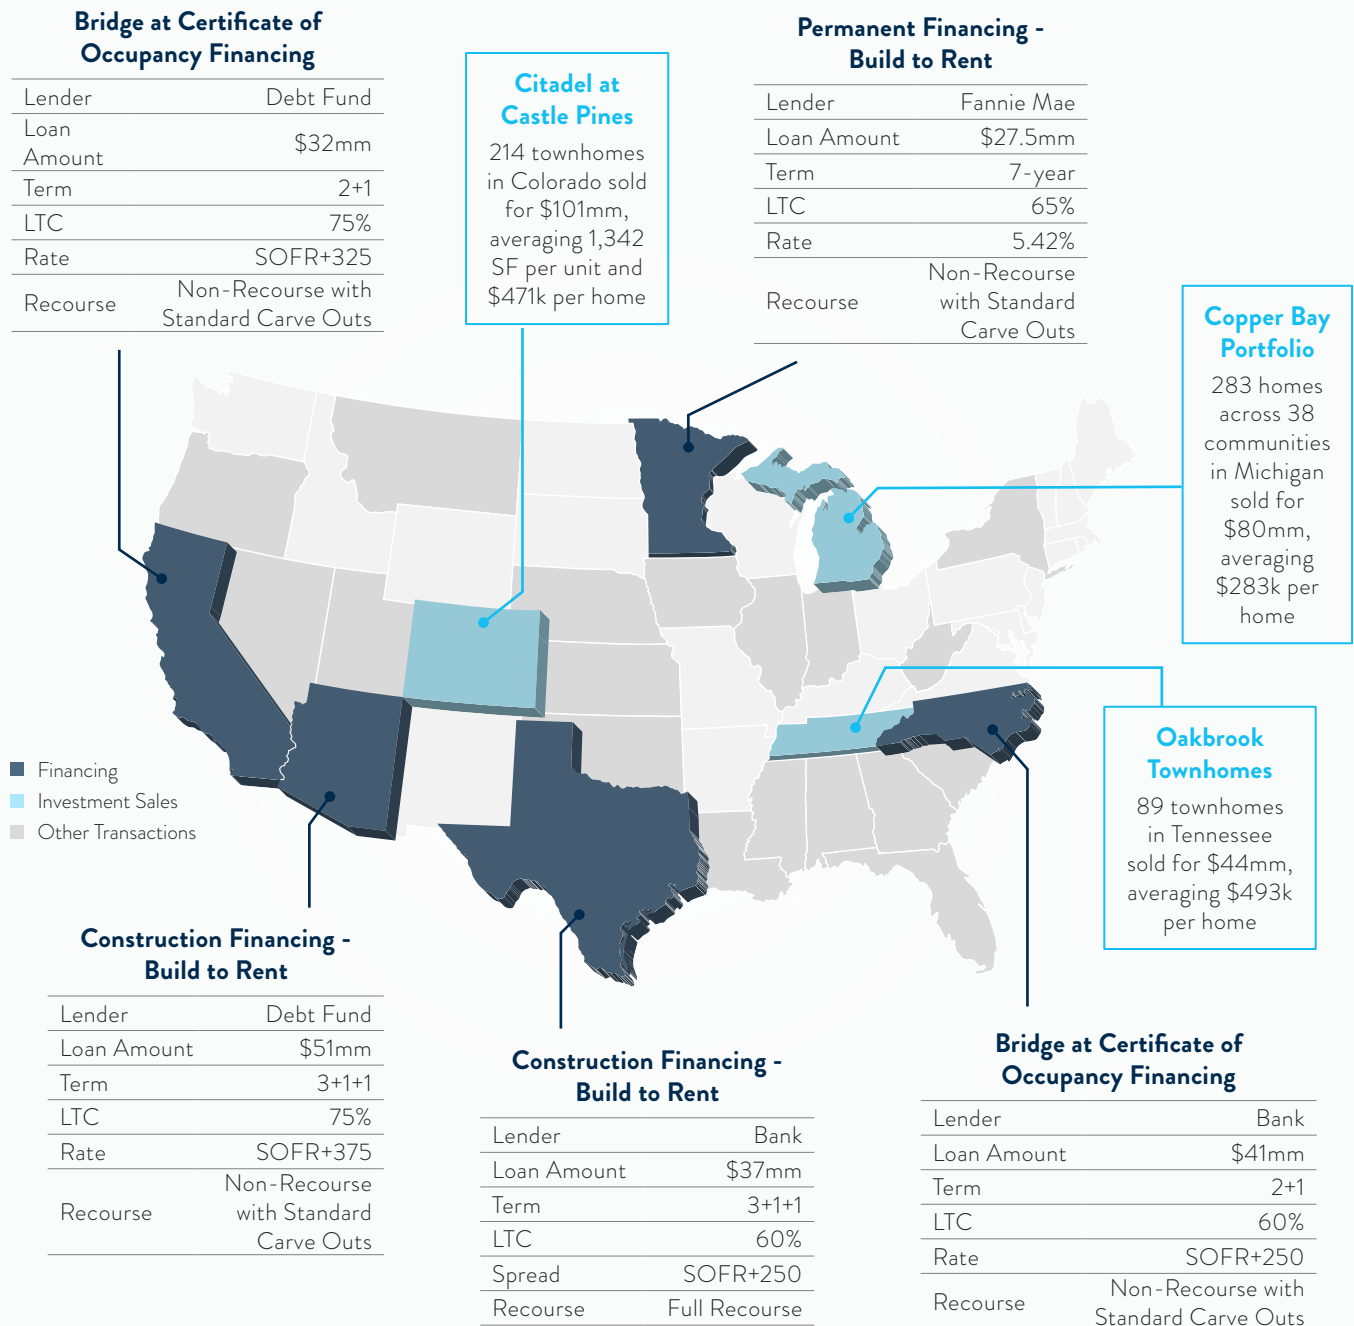 Bridge at Certificate of
Occupancy Financing
Lender Debt Fund
Loan
Amount $32mm
Term 2+1
LTC 75%
Rate SOFR+325
Recourse Non-Recourse with
Standard Carve Outs
Citadel at
Castle Pines
214 townhomes
in Colorado sold
for $101mm,
averaging 1,342
SF per unit and
$471k per home
Permanent Financing -
Build to Rent
Lender Fannie Mae
Loan Amount $27.5mm
Term 7-year
LTC 65%
Rate 5.42%
Recourse Non-Recourse
with Standard
Carve Outs
Copper Bay
Portfolio
283 homes
across 38
communities
in Michigan
sold for
$80mm,
averaging
$283k per
home
Financing
Investment Sales
Other Transactions
Oakbrook
Townhomes
89 townhomes
in Tennessee
sold for $44mm,
averaging $493k
per home
Construction Financing -
Build to Rent
Lender Debt Fund
Loan Amount $51mm
Term 3+1+1
LTC 75%
Rate SOFR+375
Recourse Non-Recourse
with Standard
Carve Outs
Construction Financing -
Build to Rent
Lender Bank
Loan Amount $37mm
Term 3+1+1
LTC 60%
Spread SOFR+250
Recourse Full Recourse
Bridge at Certificate of
Occupancy Financing
Lender Bank
Loan Amount $41mm
Term 2+1
LTC 60%
Rate SOFR+250
Recourse Non-Recourse with
Standard Carve Outs